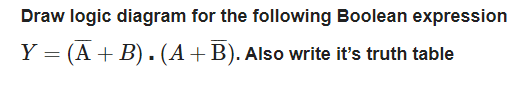 Draw logic diagram for the following Boolean expression
Y = (A̅ + B) . (A + B̅). Also write it's truth table